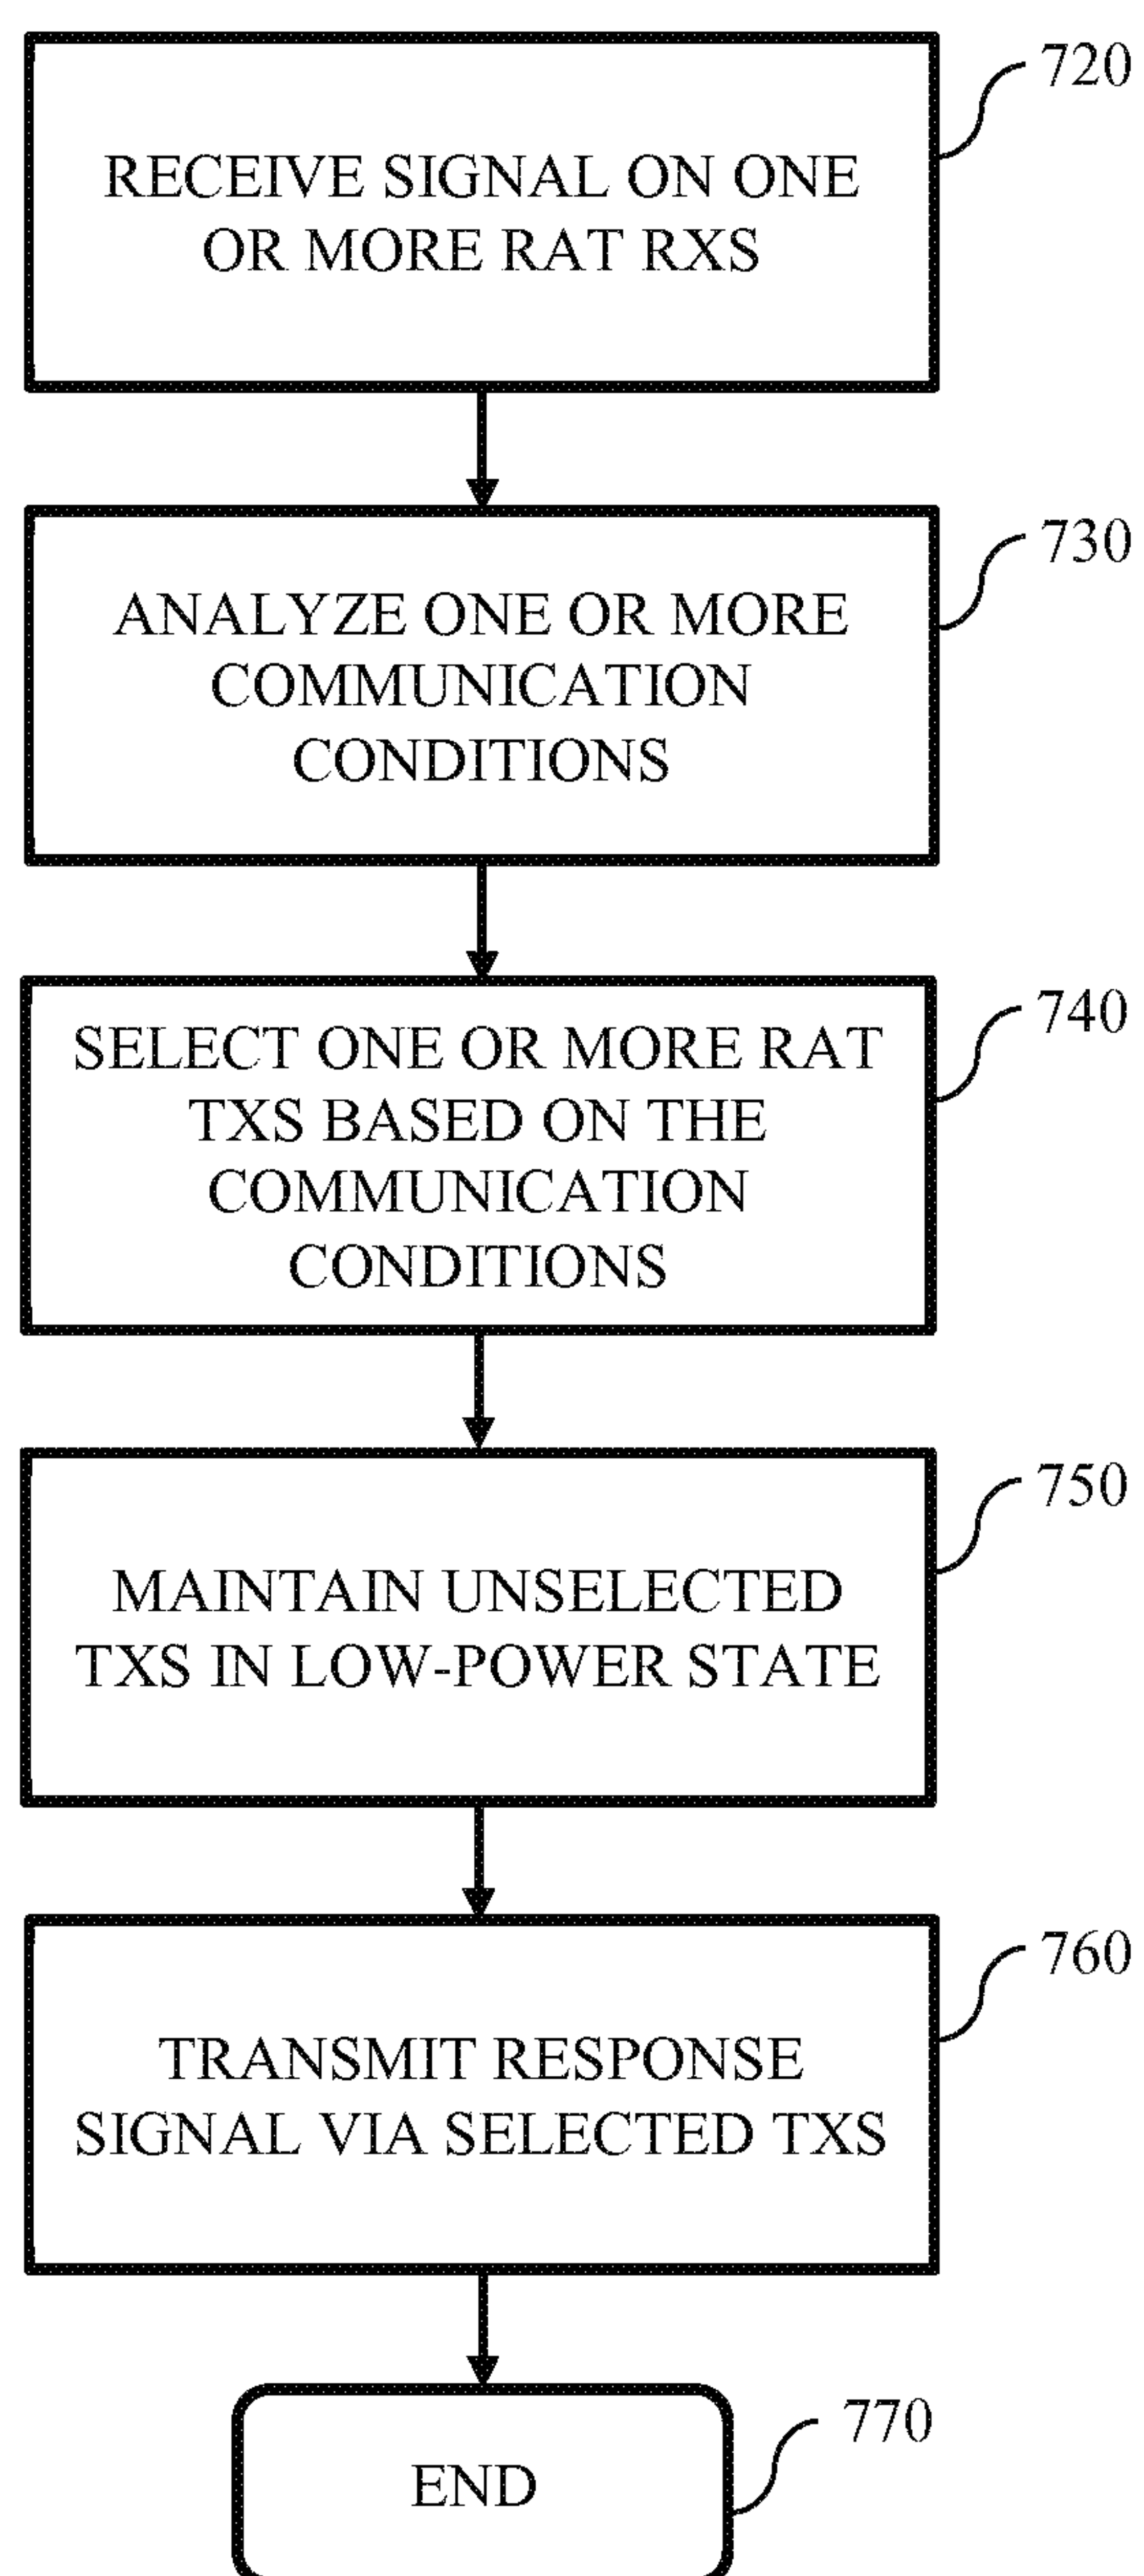 720
RECEIVE SIGNAL ON ONE
OR MORE RAT RXS
730
ANALYZE ONE OR MORE
COMMUNICATION
CONDITIONS
740
SELECT ONE OR MORE RAT
TXS BASED ON THE
COMMUNICATION
CONDITIONS
750
MAINTAIN UNSELECTED
TXS IN LOW-POWER STATE
760
TRANSMIT RESPONSE
SIGNAL VIA SELECTED TXS
770
END